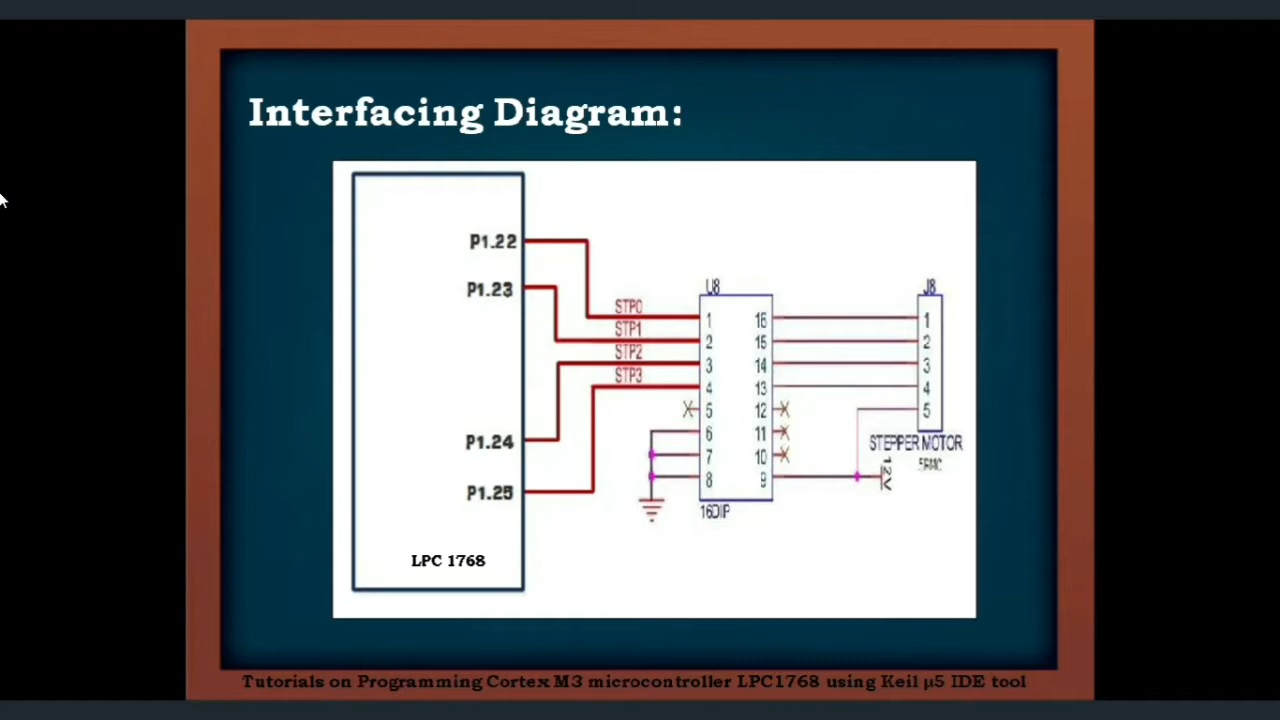 Interfacing Diagram:
P1.22
P1.23
P1.24
P1.25
LPC 1768
STP0
STP1
STP2
STP3
U8
1 16
2 15
3 14
4 13
5 12
6 11
7 10
8 9
16DIP
J8
1
2
3
4
5
STEPPER MOTOR
12V
Tutorials on Programming Cortex M3 microcontroller LPC1768 using Keil µ5 IDE tool